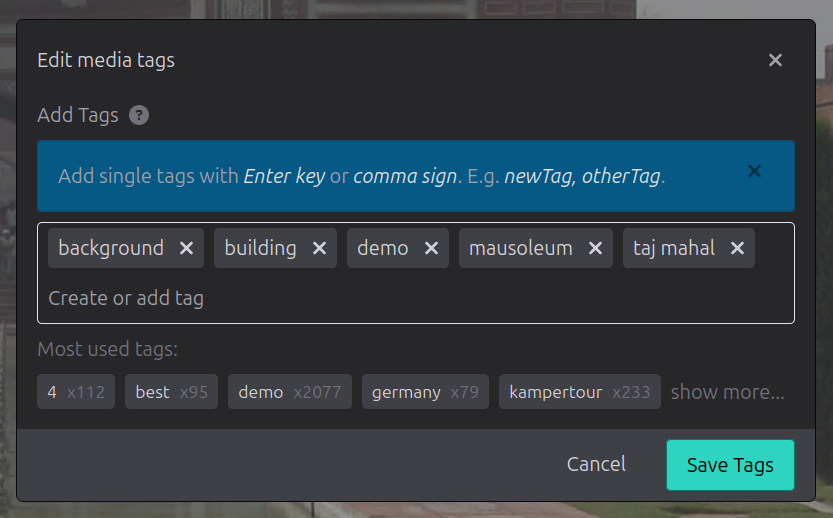 Edit media tags
Add Tags ?
Add single tags with Enter key or comma sign. E.g. newTag, otherTag.
background building demo mausoleum taj mahal
Create or add tag
Most used tags:
4 x112 best x95 demo x2077 germany x79 kampertour x233 show more...
Cancel Save Tags